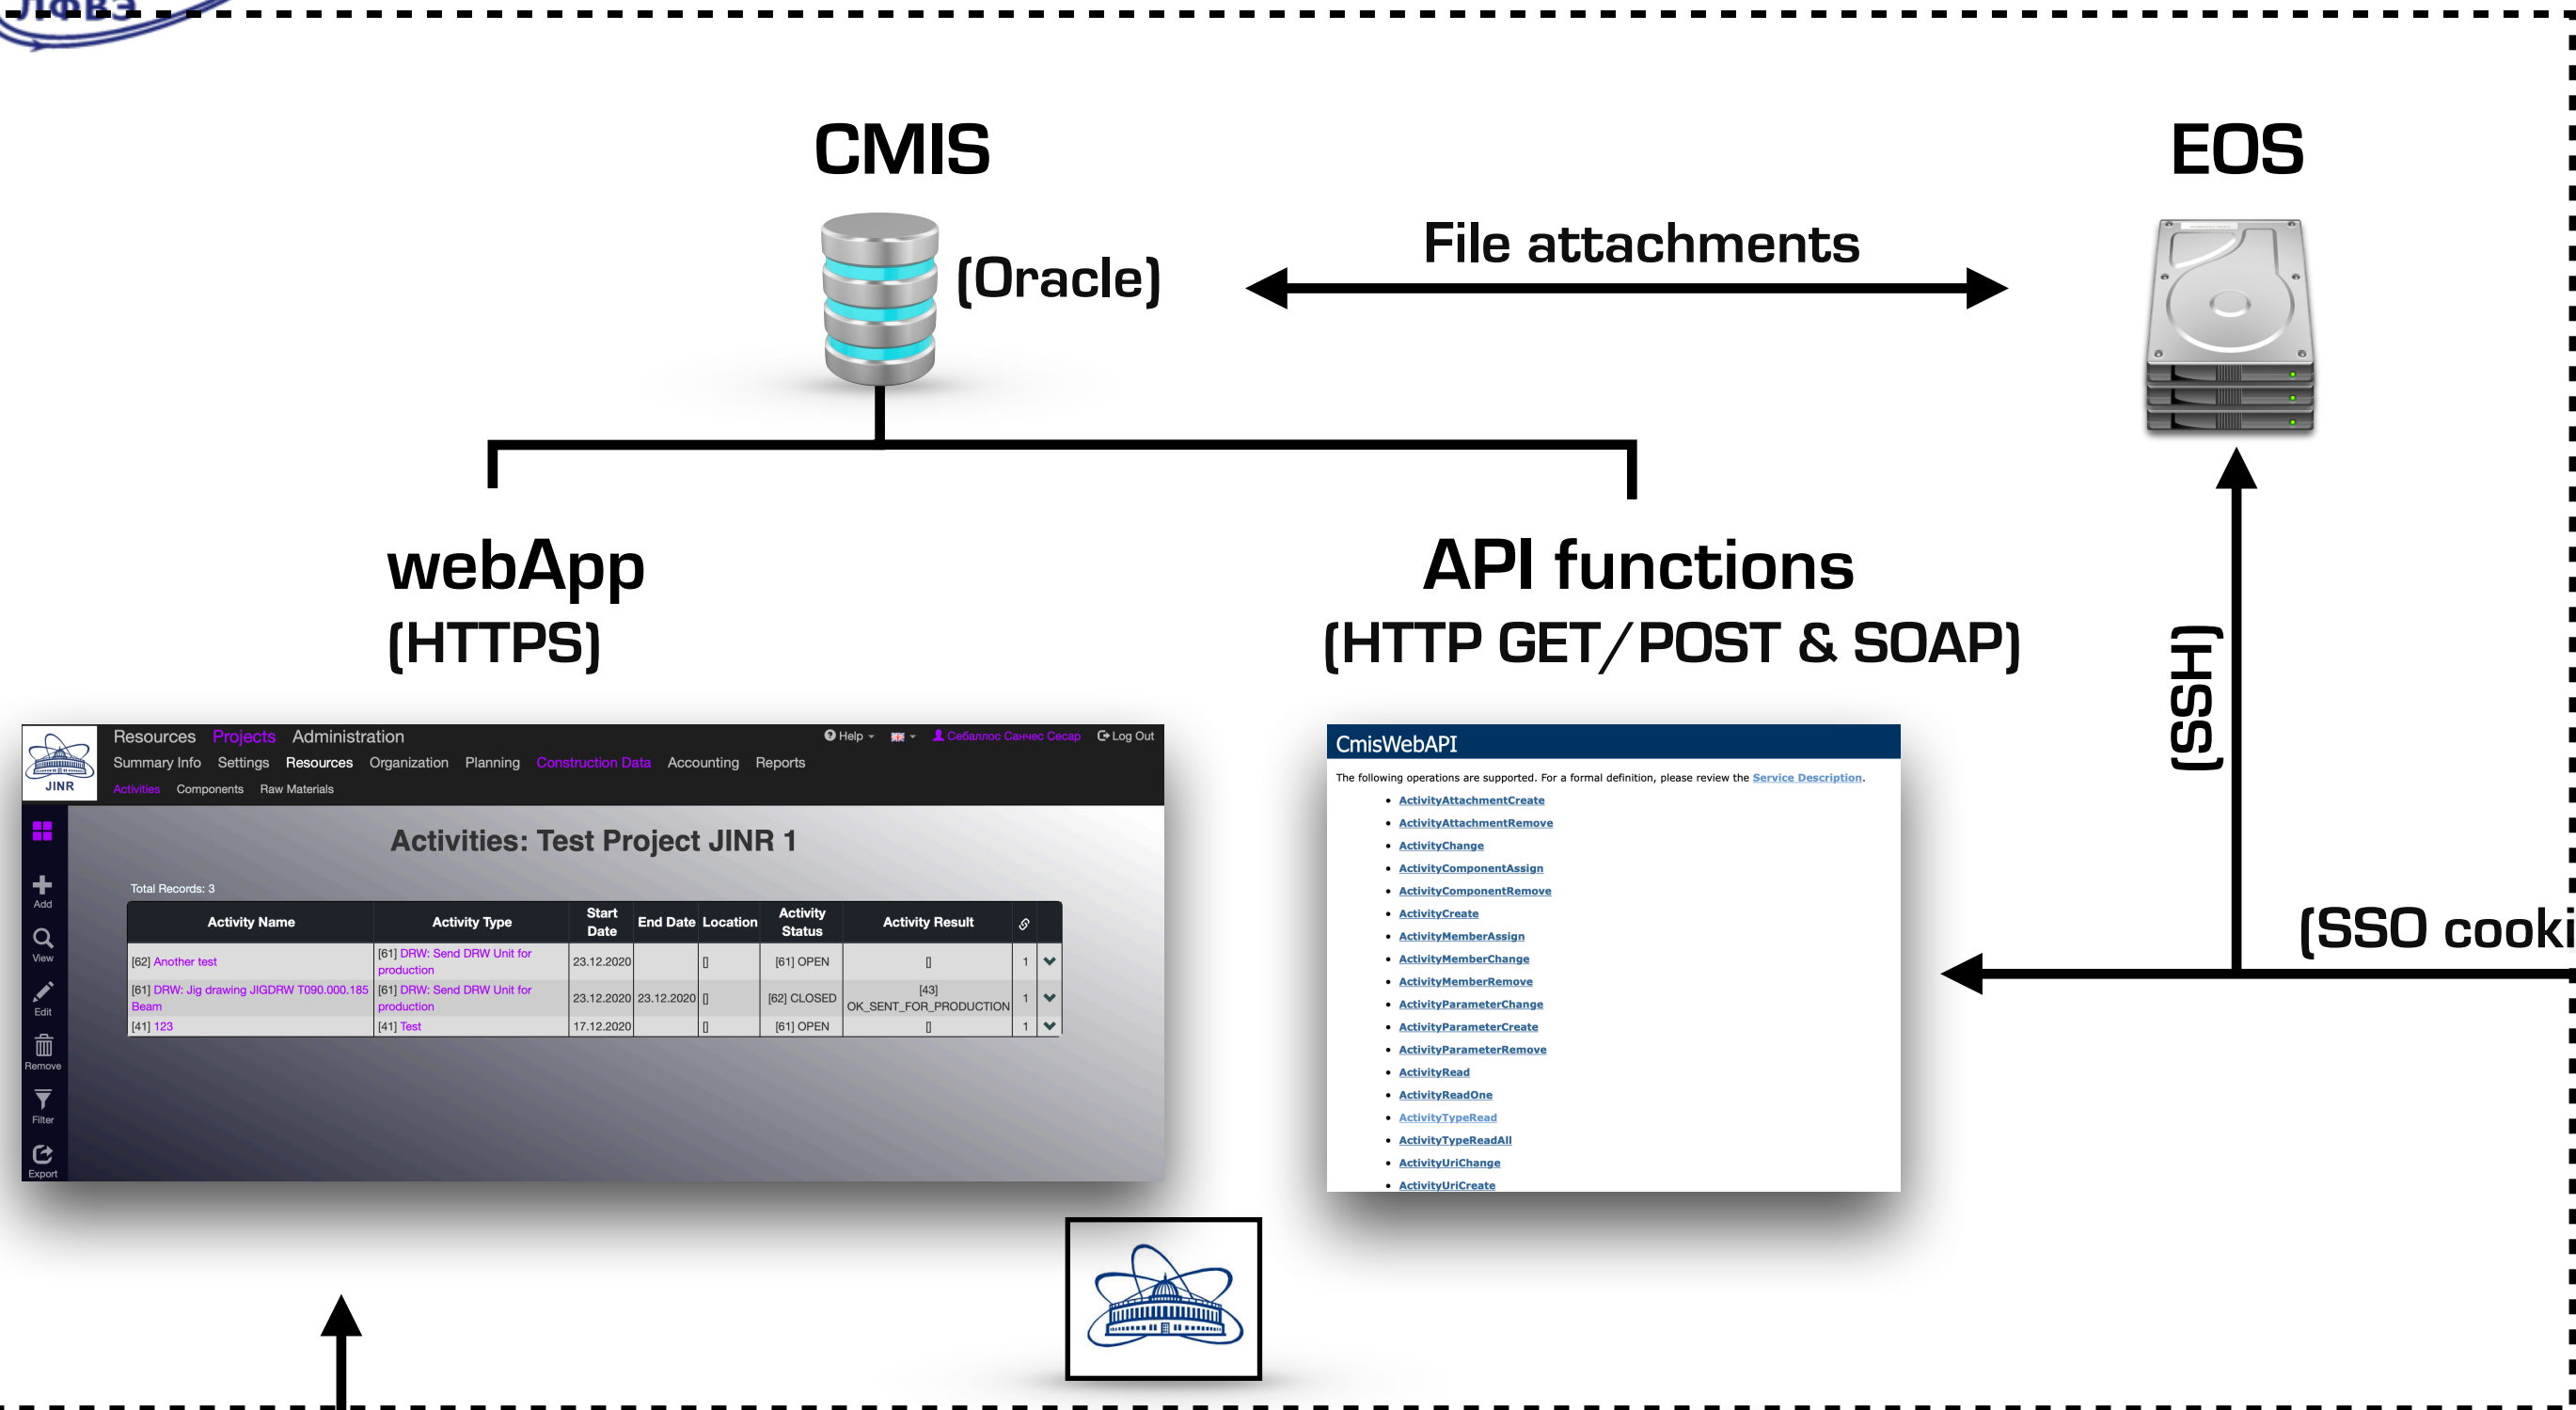 ЛФВЭ
CMIS
EOS
(Oracle)
File attachments
webApp
(HTTPS)
API functions
(HTTP GET/POST & SOAP)
(SSH)
(SSO cooki
JINR
Resources Projects Administration
Help
Себаллос Санчес Сесар
Log Out
Summary Info Settings Resources Organization Planning Construction Data Accounting Reports
Activities Components Raw Materials
Add
View
Edit
Remove
Filter
Export
Activities: Test Project JINR 1
Total Records: 3
Activity Name Activity Type Start Date End Date Location Activity Status Activity Result
[62] Another test [61] DRW: Send DRW Unit for production 23.12.2020 [] [61] OPEN [] 1
[61] DRW: Jig drawing JIGDRW T090.000.185 Beam [61] DRW: Send DRW Unit for production 23.12.2020 23.12.2020 [] [62] CLOSED [43] OK_SENT_FOR_PRODUCTION 1
[41] 123 [41] Test 17.12.2020 [] [61] OPEN [] 1
CmisWebAPI
The following operations are supported. For a formal definition, please review the Service Description.
ActivityAttachmentCreate
ActivityAttachmentRemove
ActivityChange
ActivityComponentAssign
ActivityComponentRemove
ActivityCreate
ActivityMemberAssign
ActivityMemberChange
ActivityMemberRemove
ActivityParameterChange
ActivityParameterCreate
ActivityParameterRemove
ActivityRead
ActivityReadOne
ActivityTypeRead
ActivityTypeReadAll
ActivityUriChange
ActivityUriCreate